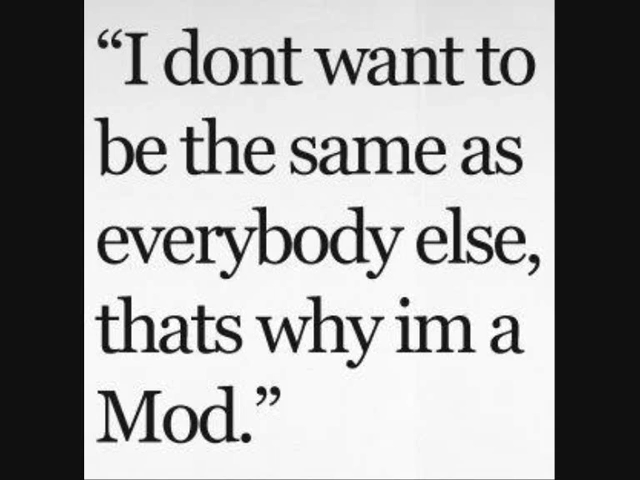 “I dont want to
be the same as
everybody else,
thats why im a
Mod.”